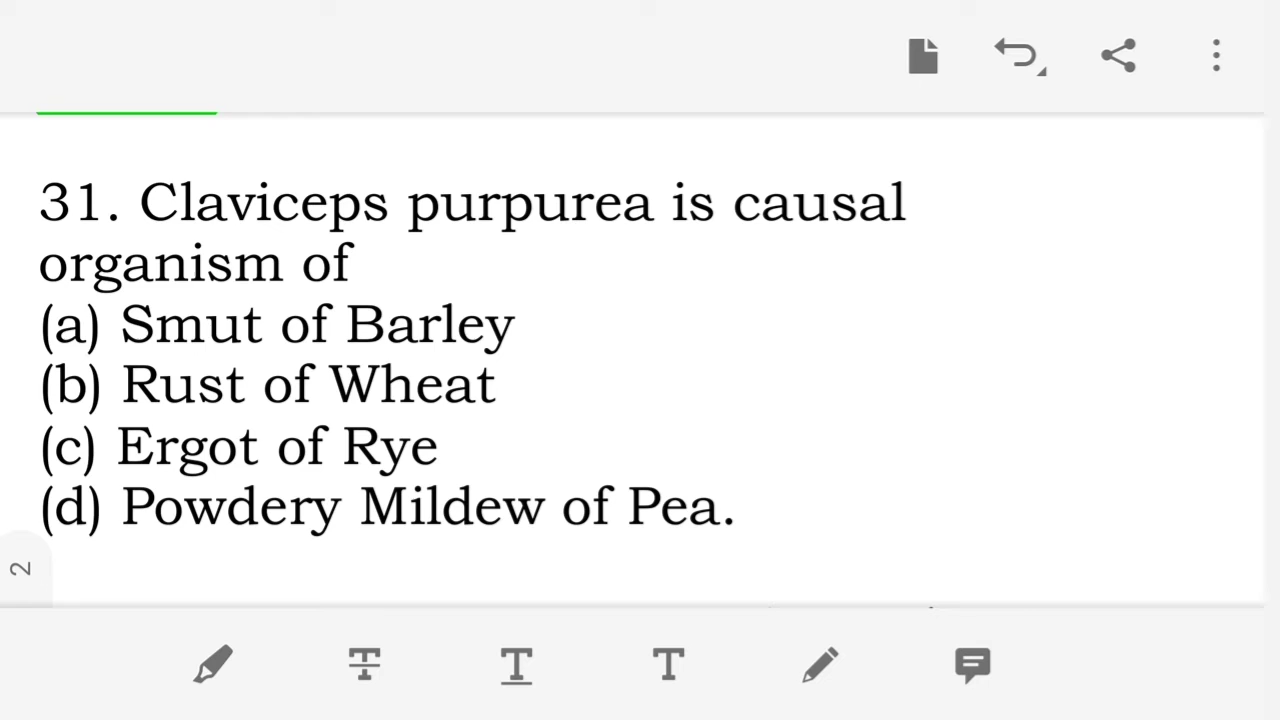 31. Claviceps purpurea is causal
organism of
(a) Smut of Barley
(b) Rust of Wheat
(c) Ergot of Rye
(d) Powdery Mildew of Pea.
2
T
T
T